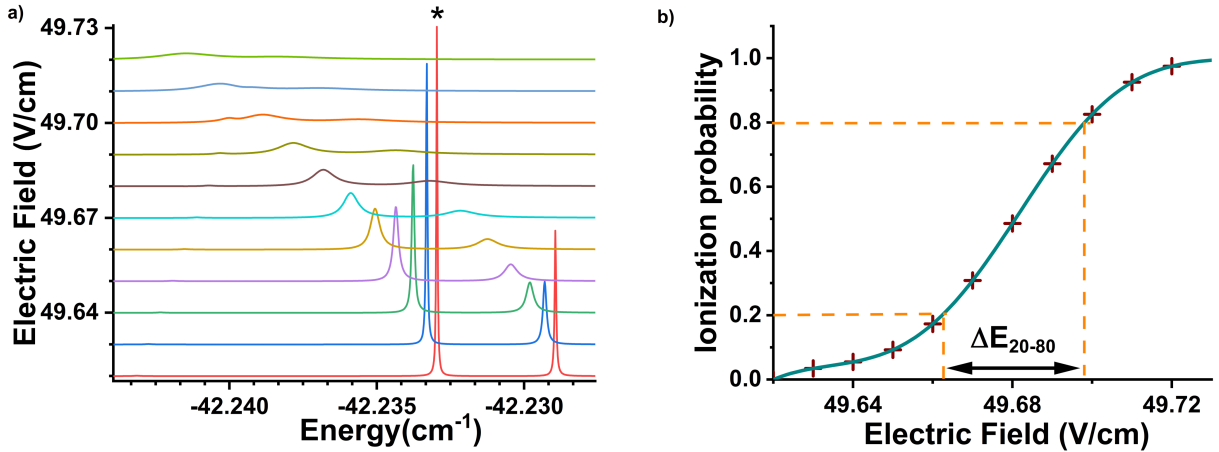 a)
*
49.73
49.70
49.67
49.64
Electric Field (V/cm)
-42.240
-42.235
-42.230
Energy(cm-1)
b)
1.0
0.8
0.6
0.4
0.2
0.0
Ionization probability
ΔE20-80
49.64
49.68
49.72
Electric Field (V/cm)